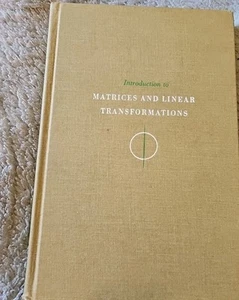 Introduction to
MATRICES AND LINEAR
TRANSFORMATIONS